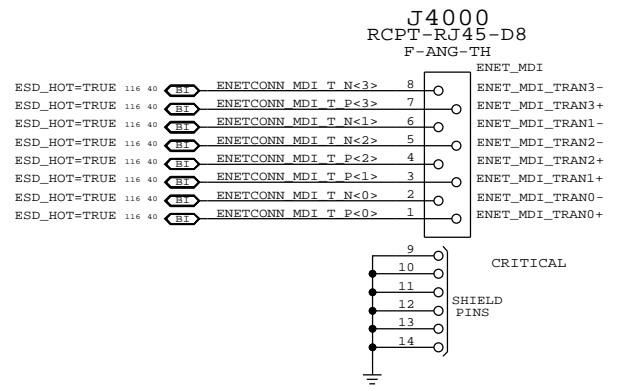 J4000
RCPT-RJ45-D8
F-ANG-TH
ENET_MDI
ESD_HOT=TRUE 116 40 BI ENETCONN_MDI_T_N<3> 8 ENET_MDI_TRAN3-
ESD_HOT=TRUE 116 40 BI ENETCONN_MDI_T_P<3> 7 ENET_MDI_TRAN3+
ESD_HOT=TRUE 116 40 BI ENETCONN_MDI_T_N<1> 6 ENET_MDI_TRAN1-
ESD_HOT=TRUE 116 40 BI ENETCONN_MDI_T_N<2> 5 ENET_MDI_TRAN2-
ESD_HOT=TRUE 116 40 BI ENETCONN_MDI_T_P<2> 4 ENET_MDI_TRAN2+
ESD_HOT=TRUE 116 40 BI ENETCONN_MDI_T_P<1> 3 ENET_MDI_TRAN1+
ESD_HOT=TRUE 116 40 BI ENETCONN_MDI_T_N<0> 2 ENET_MDI_TRAN0-
ESD_HOT=TRUE 116 40 BI ENETCONN_MDI_T_P<0> 1 ENET_MDI_TRAN0+
9
CRITICAL
10
11
SHIELD
12
PINS
13
14